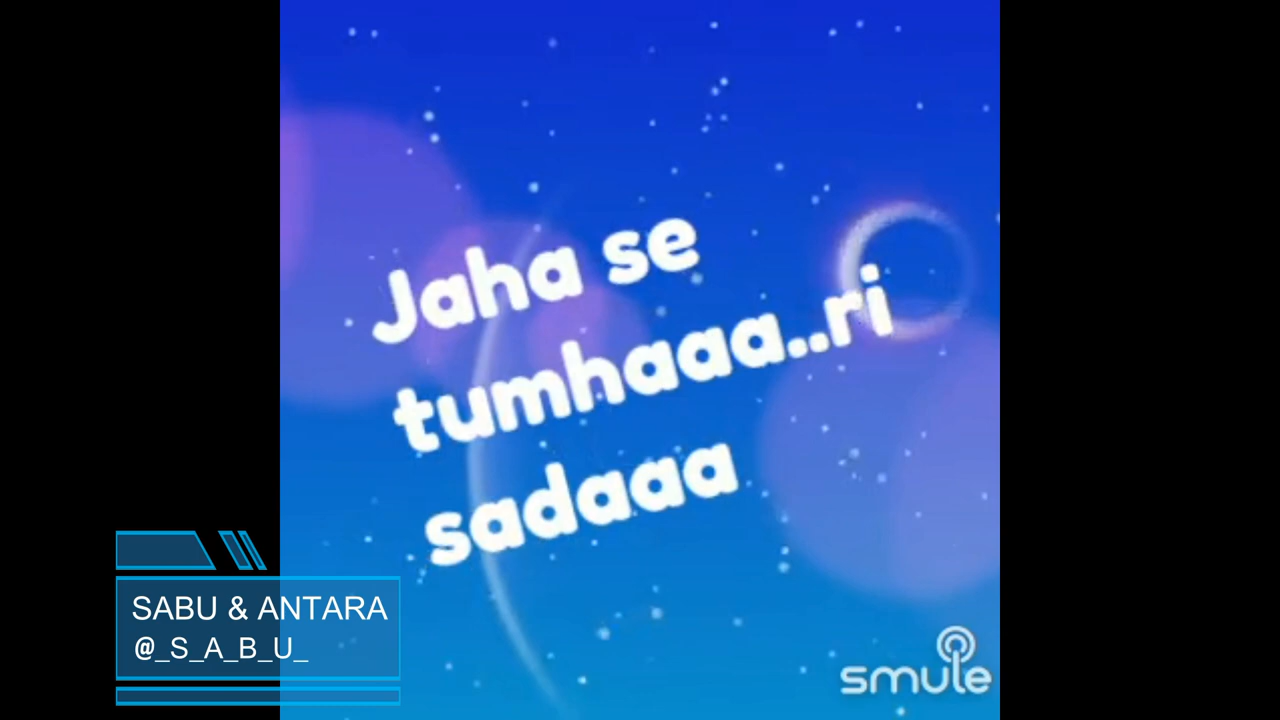 Jaha se
tumhaaa..ri
sadaaa
SABU & ANTARA
@_S_A_B_U_
smule